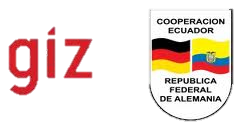 giz
COOPERACION
ECUADOR
REPUBLICA
FEDERAL
DE ALEMANIA